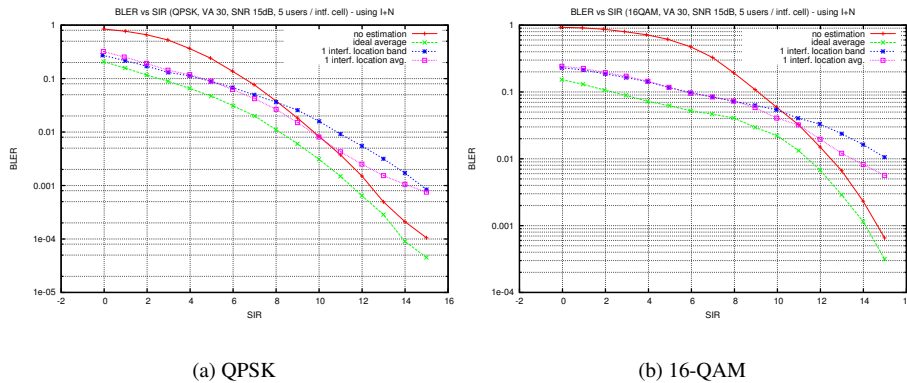 BLER vs SIR (QPSK, VA 30, SNR 15dB, 5 users / intf. cell) - using I+N
no estimation
ideal average
1 interf. location band
1 interf. location avg.
1
0.1
0.01
0.001
1e-04
1e-05
BLER
-2 0 2 4 6 8 10 12 14 16
SIR
(a) QPSK
BLER vs SIR (16QAM, VA 30, SNR 15dB, 5 users / intf. cell) - using I+N
no estimation
ideal average
1 interf. location band
1 interf. location avg.
1
0.1
0.01
0.001
1e-04
BLER
-2 0 2 4 6 8 10 12 14
SIR
(b) 16-QAM